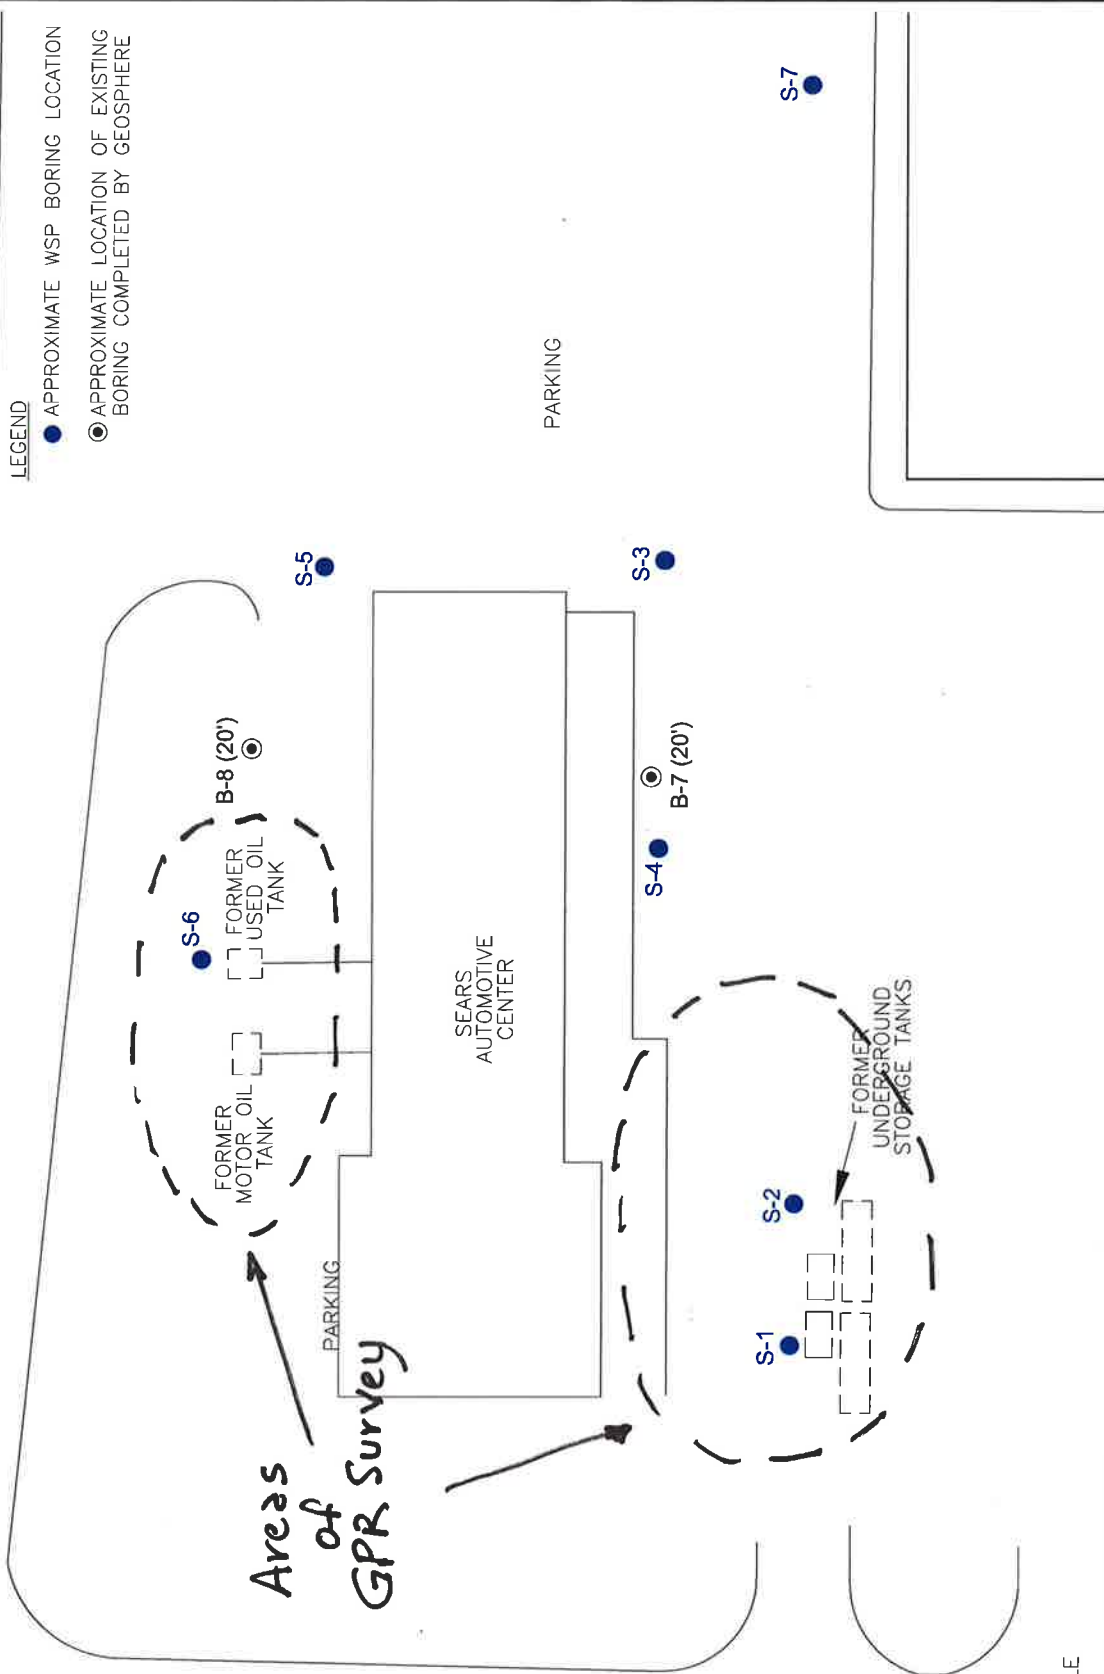 LEGEND
APPROXIMATE WSP BORING LOCATION
APPROXIMATE LOCATION OF EXISTING
BORING COMPLETED BY GEOSPHERE
S-7
PARKING
S-5
S-3
B-8 (20')
B-7 (20')
S-6
FORMER
USED OIL
TANK
S-4
SEARS
AUTOMOTIVE
CENTER
FORMER
MOTOR OIL
TANK
FORMER
UNDERGROUND
STORAGE TANKS
S-2
S-1
PARKING
Areas
of
GPR Survey